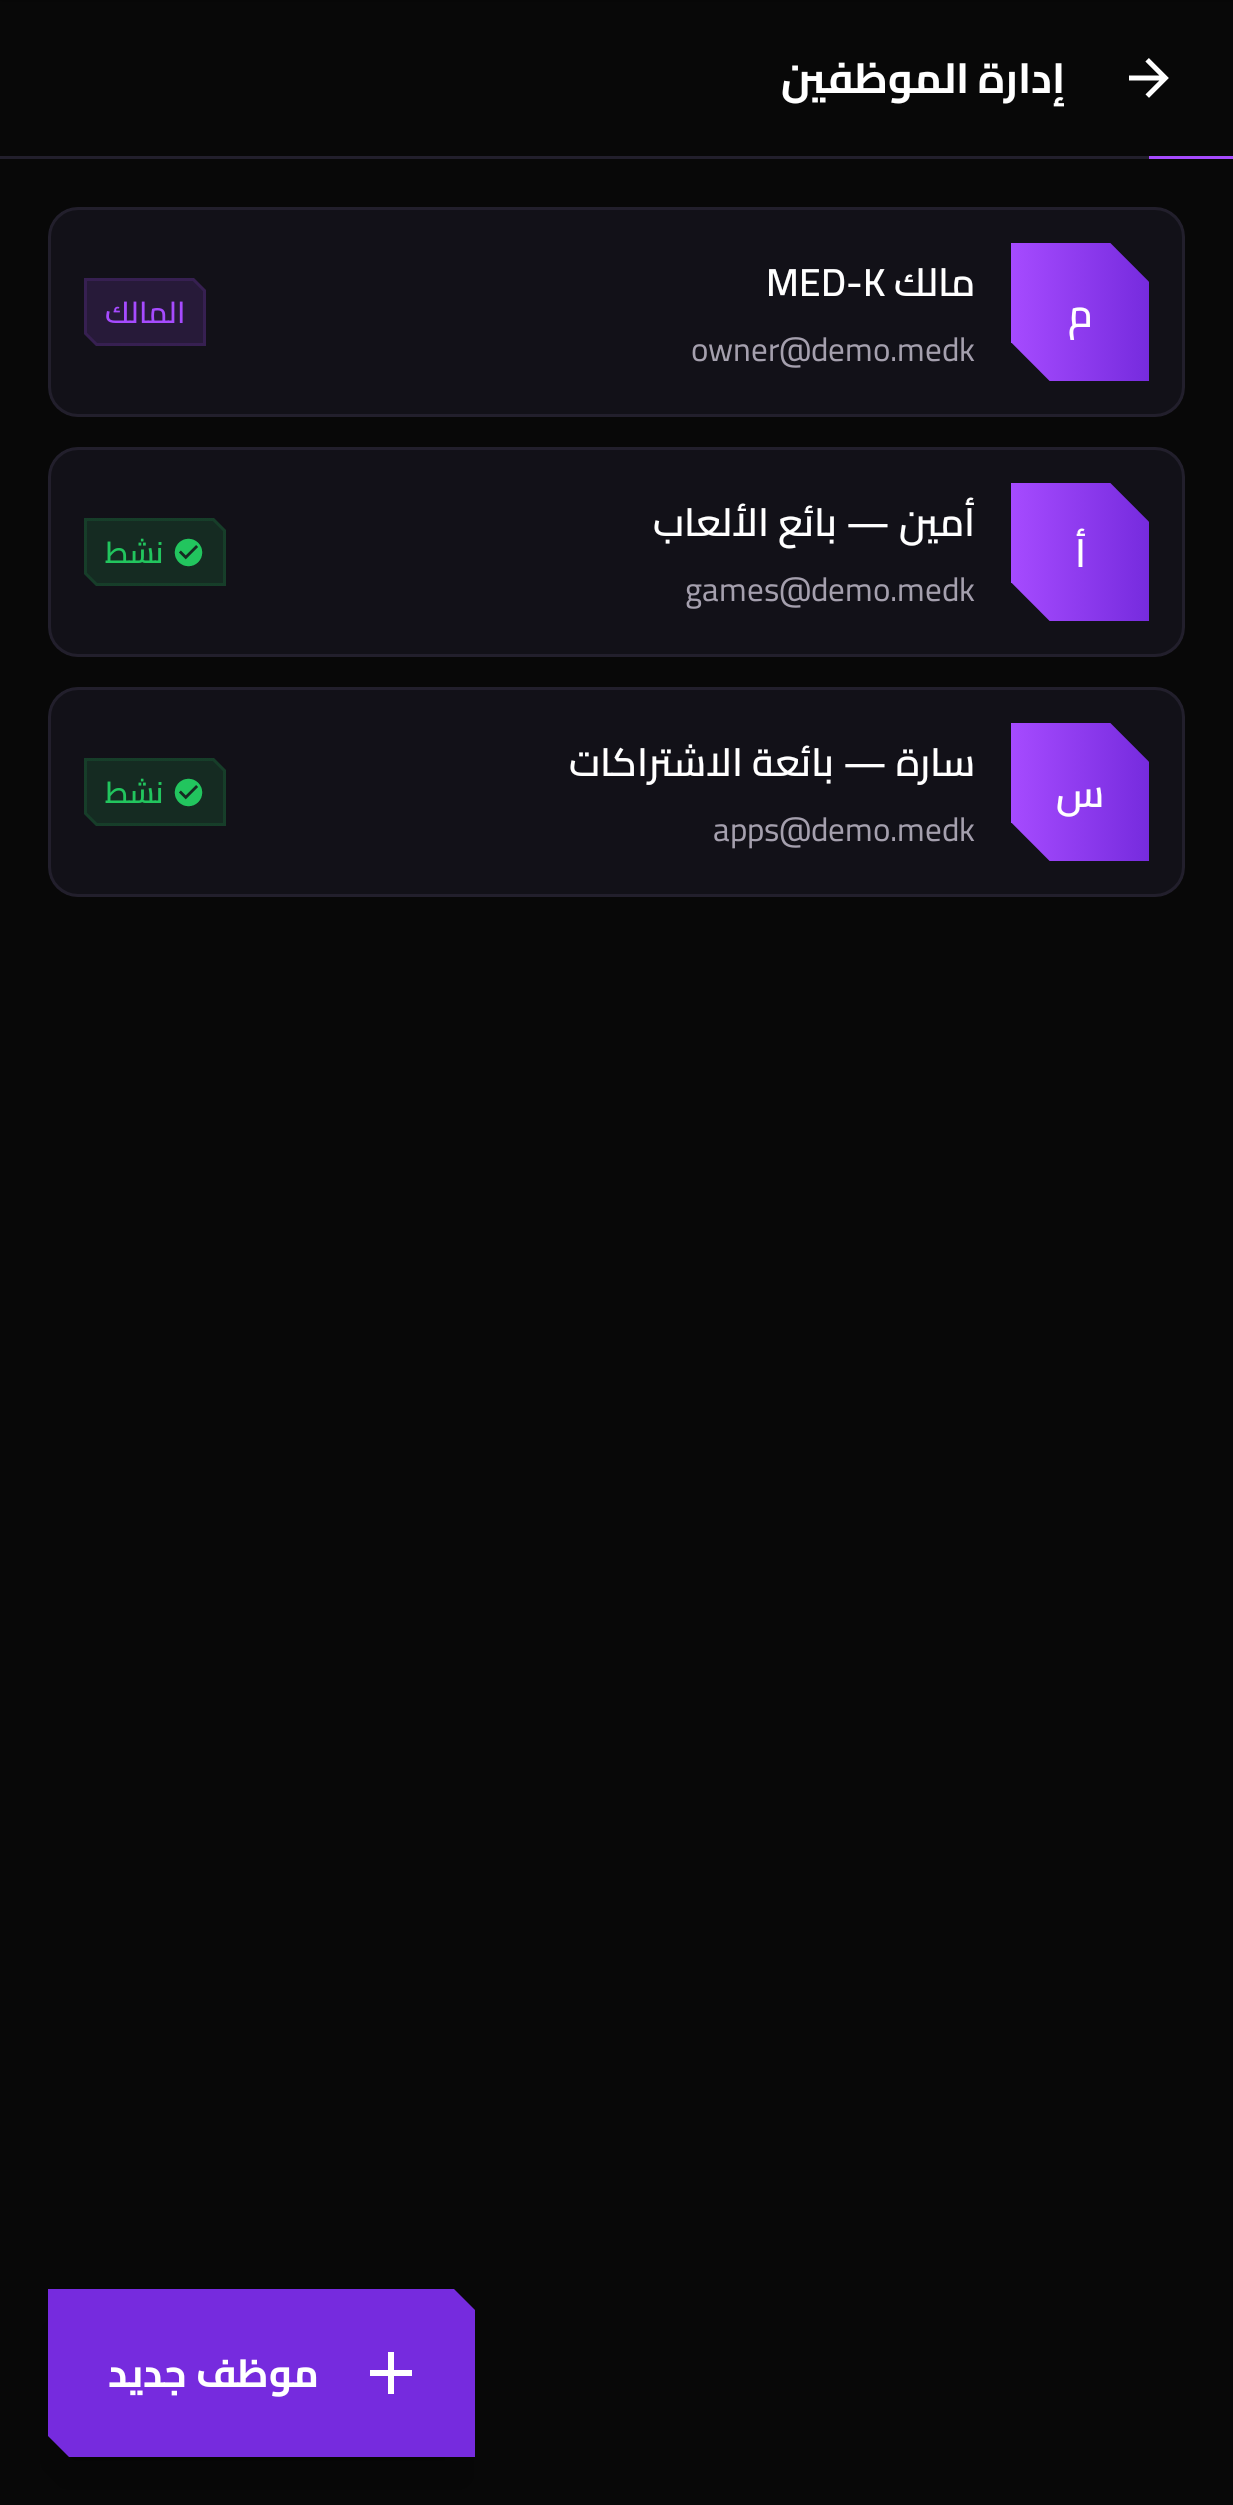 إدارة الموظفين
م
مالك MED-K
owner@demo.medk
المالك
أ
أمين — بائع الألعاب
games@demo.medk
نشط
س
سارة — بائعة الاشتراكات
apps@demo.medk
نشط
موظف جديد